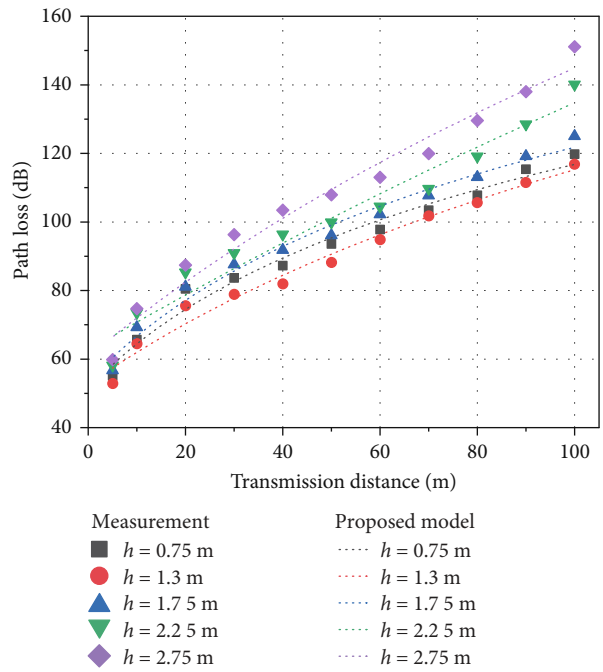 160
140
120
100
80
60
40
Path loss (dB)
0 20 40 60 80 100
Transmission distance (m)
Measurement
h = 0.75 m
h = 1.3 m
h = 1.7 5 m
h = 2.2 5 m
h = 2.75 m
Proposed model
h = 0.75 m
h = 1.3 m
h = 1.7 5 m
h = 2.2 5 m
h = 2.75 m